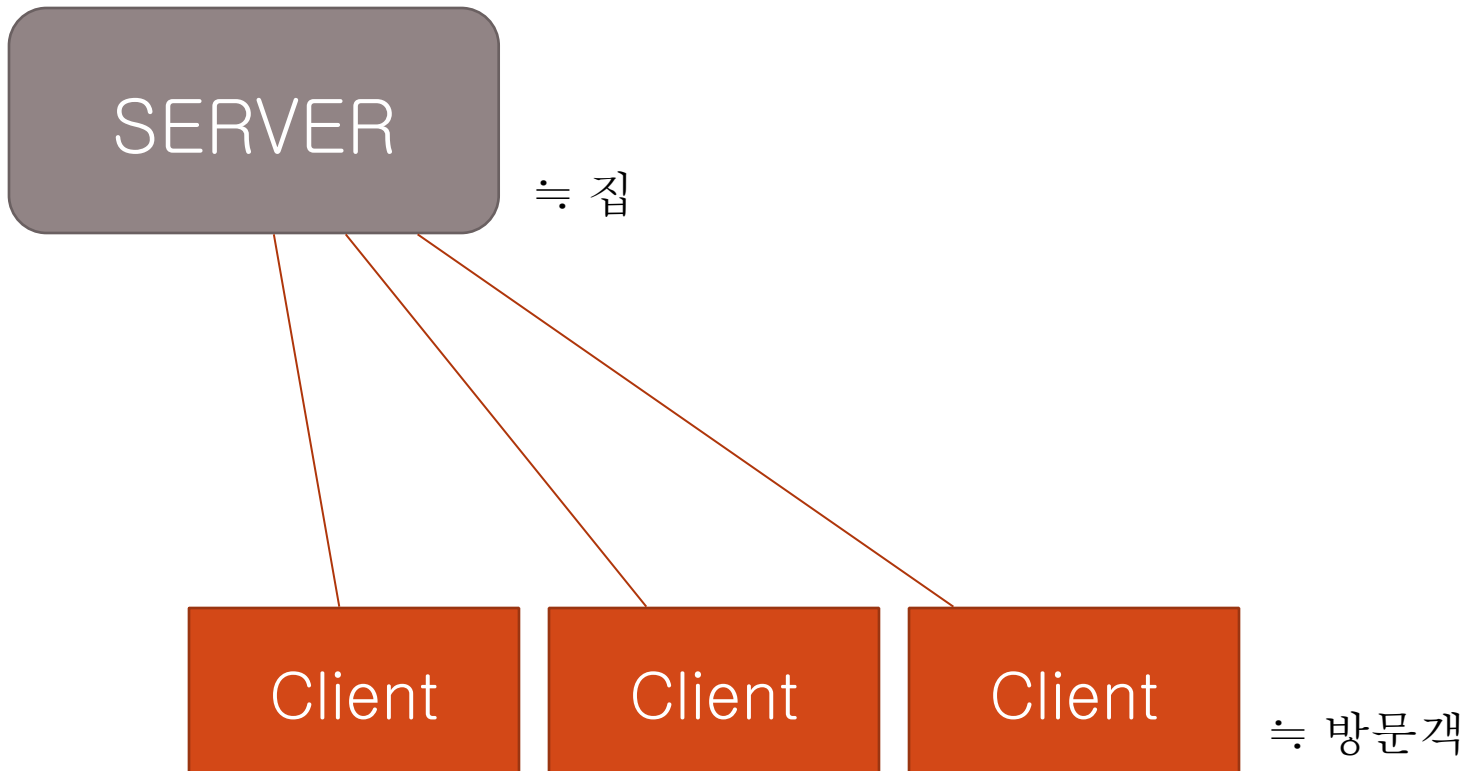 SERVER
≒ 집
Client
Client
Client
≒ 방문객